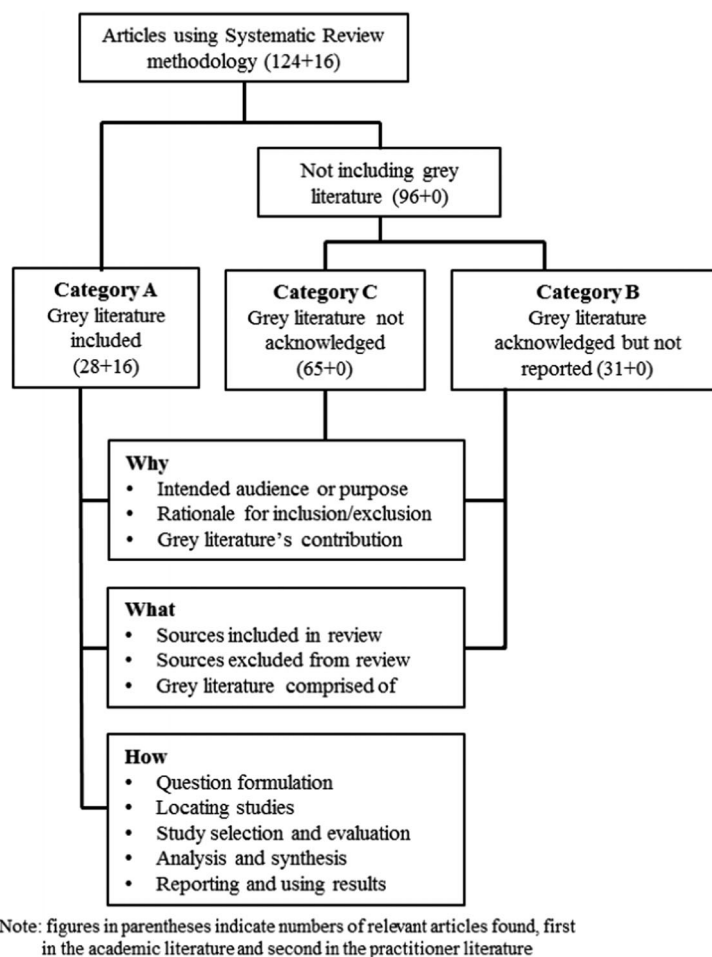 Articles using Systematic Review
methodology (124+16)
Not including grey
literature (96+0)
Category A
Grey literature
included
(28+16)
Category C
Grey literature not
acknowledged
(65+0)
Category B
Grey literature
acknowledged but not
reported (31+0)
Why
• Intended audience or purpose
• Rationale for inclusion/exclusion
• Grey literature's contribution
What
• Sources included in review
• Sources excluded from review
• Grey literature comprised of
How
• Question formulation
• Locating studies
• Study selection and evaluation
• Analysis and synthesis
• Reporting and using results
Note: figures in parentheses indicate numbers of relevant articles found, first
in the academic literature and second in the practitioner literature